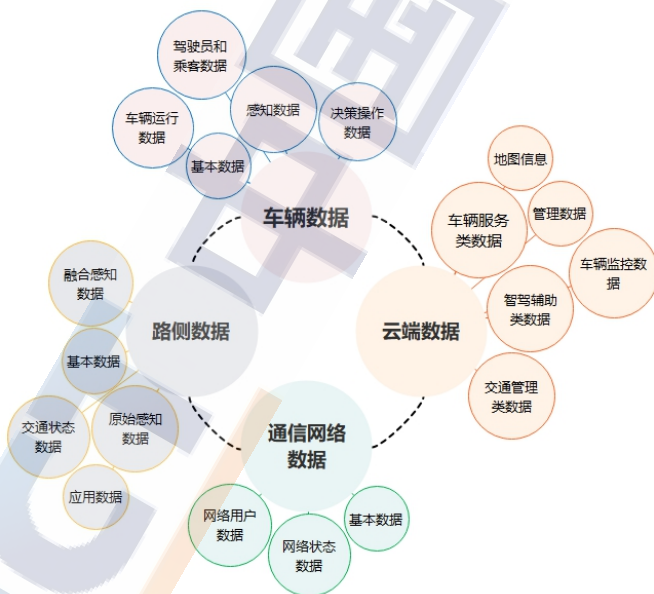 驾驶员和
乘客数据
车辆运行
数据
感知数据
决策操作
数据
基本数据
车辆数据
地图信息
车辆服务
类数据
管理数据
车辆监控数
据
智驾辅助
类数据
交通管理
类数据
云端数据
融合感知
数据
基本数据
交通状态
数据
原始感知
数据
应用数据
路侧数据
通信网络
数据
网络用户
数据
网络状态
数据
基本数据